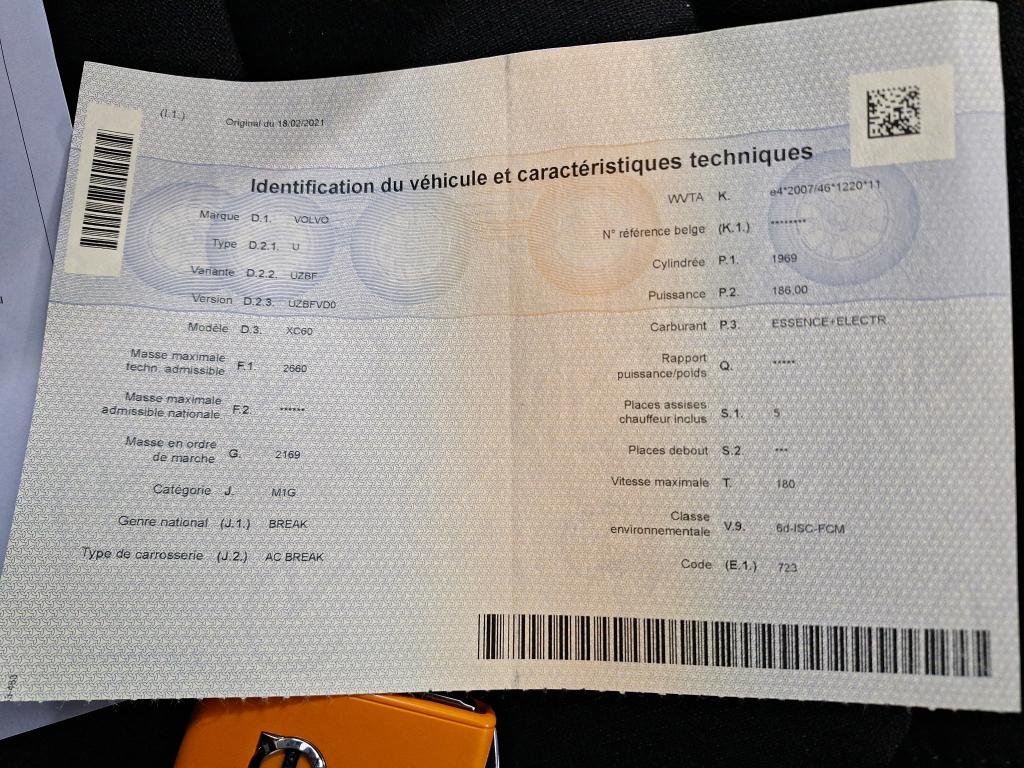 (I.1.) Original du 18/02/2021
Identification du véhicule et caractéristiques techniques
Marque D.1. VOLVO
Type D.2.1. U
Variante D.2.2. UZBF
Version D.2.3. UZBFVD0
Modèle D.3. XC60
Masse maximale
techn. admissible F.1. 2660
Masse maximale
admissible nationale F.2. ******
Masse en ordre
de marche G. 2169
Catégorie J. M1G
Genre national (J.1.) BREAK
Type de carrosserie (J.2.) AC BREAK
WVTA K. e4*2007/46*1220*11
N° référence belge (K.1.) ********
Cylindrée P.1. 1969
Puissance P.2. 186,00
Carburant P.3. ESSENCE+ELECTR.
Rapport
puissance/poids Q. *****
Places assises
chauffeur inclus S.1. 5
Places debout S.2. ***
Vitesse maximale T. 180
Classe
environnementale V.9. 6d-ISC-FCM
Code (E.1.) 723